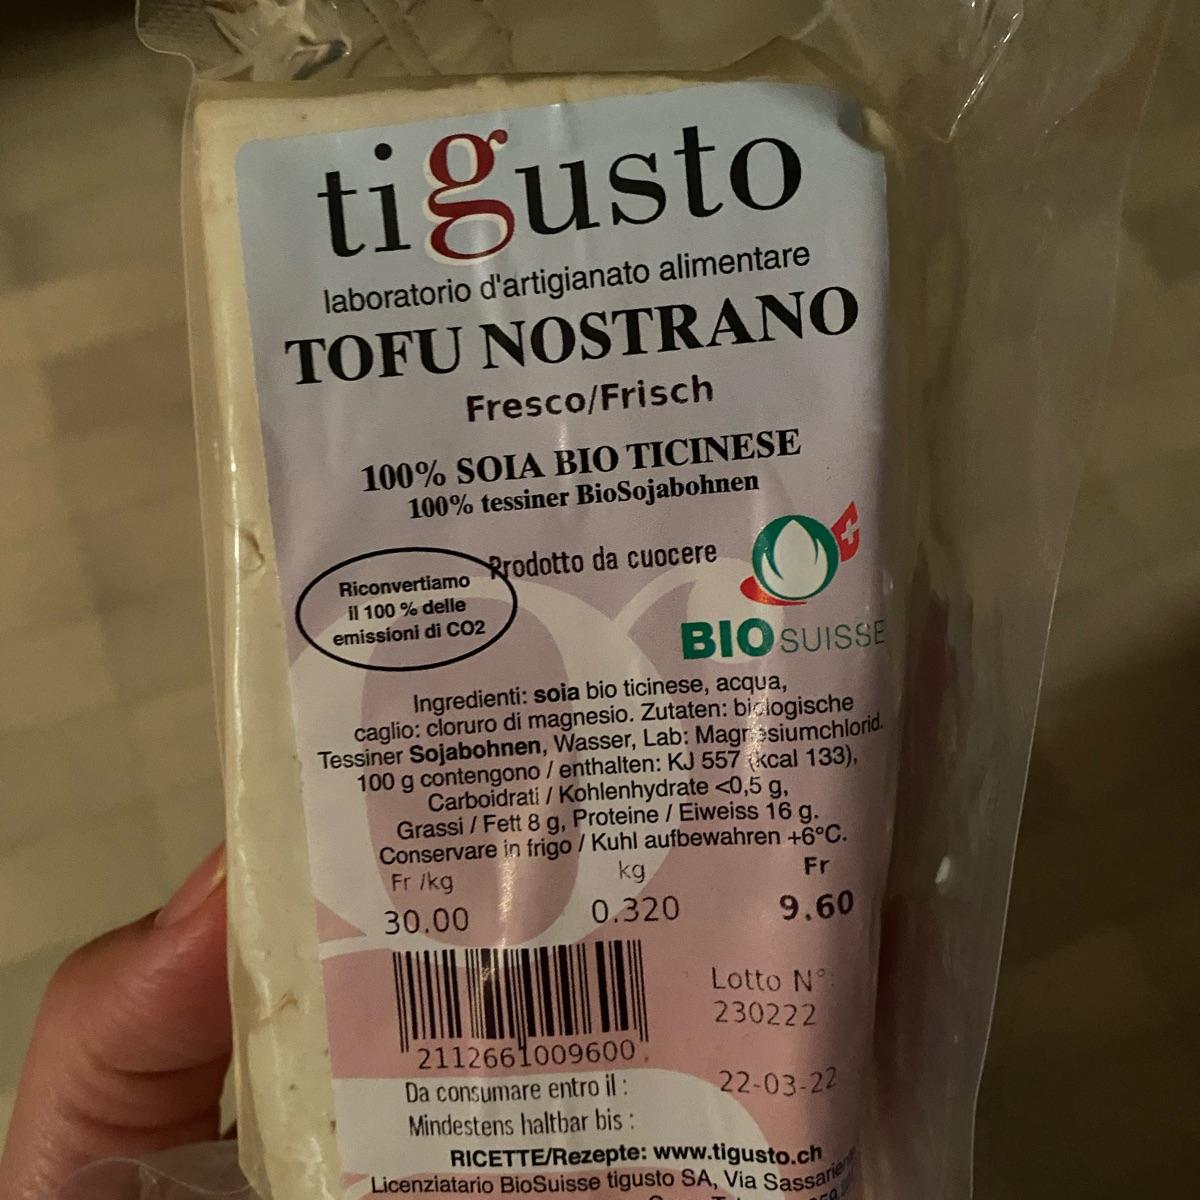 tigusto
laboratorio d'artigianato alimentare
TOFU NOSTRANO
Fresco/Frisch
100% SOIA BIO TICINESE
100% tessiner BioSojabohnen
Prodotto da cuocere
Riconvertiamo
il 100 % delle
emissioni di CO2
BIO SUISSE
Ingredienti: soia bio ticinese, acqua,
caglio: cloruro di magnesio. Zutaten: biologische
Tessiner Sojabohnen, Wasser, Lab: Magnesiumchlorid.
100 g contengono / enthalten: KJ 557 (kcal 133),
Carboidrati / Kohlenhydrate <0,5 g,
Grassi / Fett 8 g, Proteine / Eiweiss 16 g.
Conservare in frigo / Kuhl aufbewahren +6°C.
Fr /kg kg Fr
30.00 0.320 9.60
Lotto N°:
230222
2112661009600
Da consumare entro il : 22-03-22
Mindestens haltbar bis :
RICETTE/Rezepte: www.tigusto.ch
Licenziatario BioSuisse tigusto SA, Via